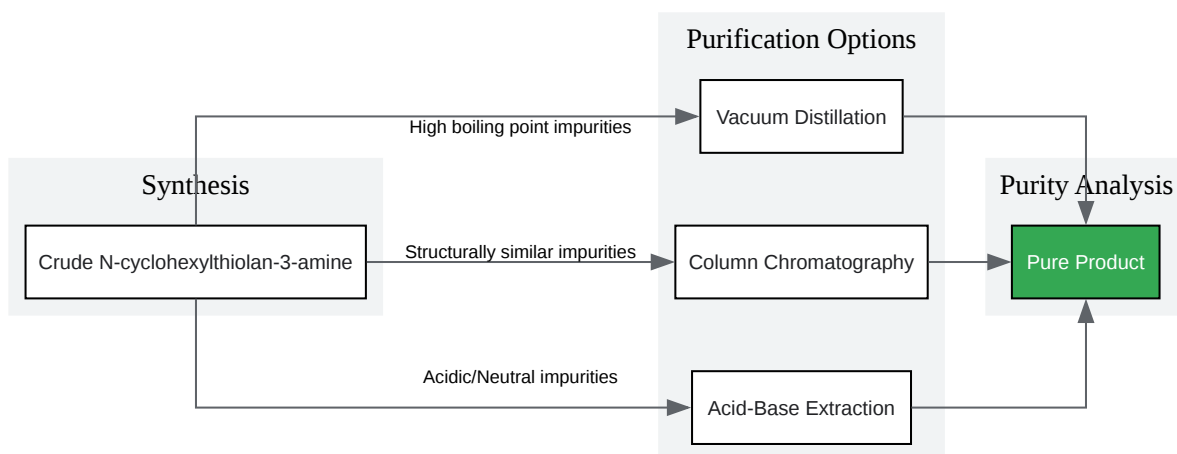 Purification Options
Vacuum Distillation
High boiling point impurities
Synthesis
Purity Analysis
Crude N-cyclohexylthiolan-3-amine
Structurally similar impurities
Column Chromatography
Pure Product
Acidic/Neutral impurities
Acid-Base Extraction